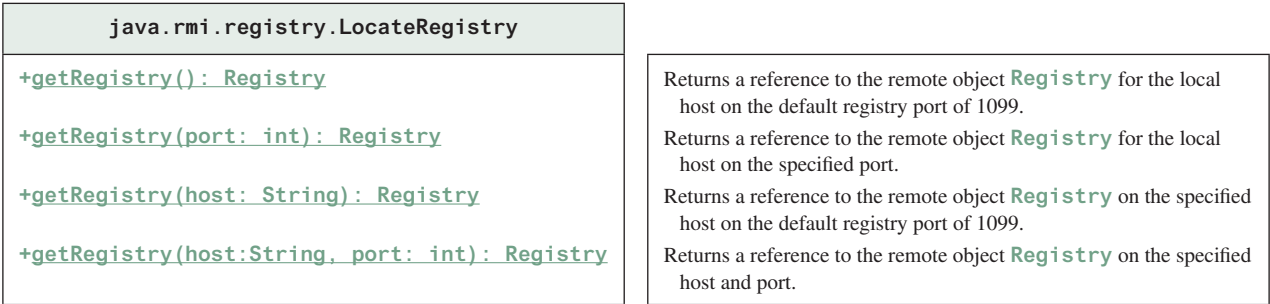 java.rmi.registry.LocateRegistry
+getRegistry(): Registry
Returns a reference to the remote object Registry for the local
host on the default registry port of 1099.
+getRegistry(port: int): Registry
Returns a reference to the remote object Registry for the local
host on the specified port.
+getRegistry(host: String): Registry
Returns a reference to the remote object Registry on the specified
host on the default registry port of 1099.
+getRegistry(host:String, port: int): Registry
Returns a reference to the remote object Registry on the specified
host and port.